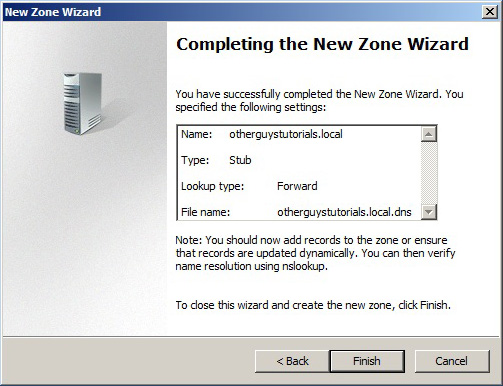 New Zone Wizard
Completing the New Zone Wizard
You have successfully completed the New Zone Wizard. You
specified the following settings:
Name: otherguystutorials.local
Type: Stub
Lookup type: Forward
File name: otherguystutorials.local.dns
Note: You should now add records to the zone or ensure
that records are updated dynamically. You can then verify
name resolution using nslookup.
To close this wizard and create the new zone, click Finish.
< Back Finish Cancel